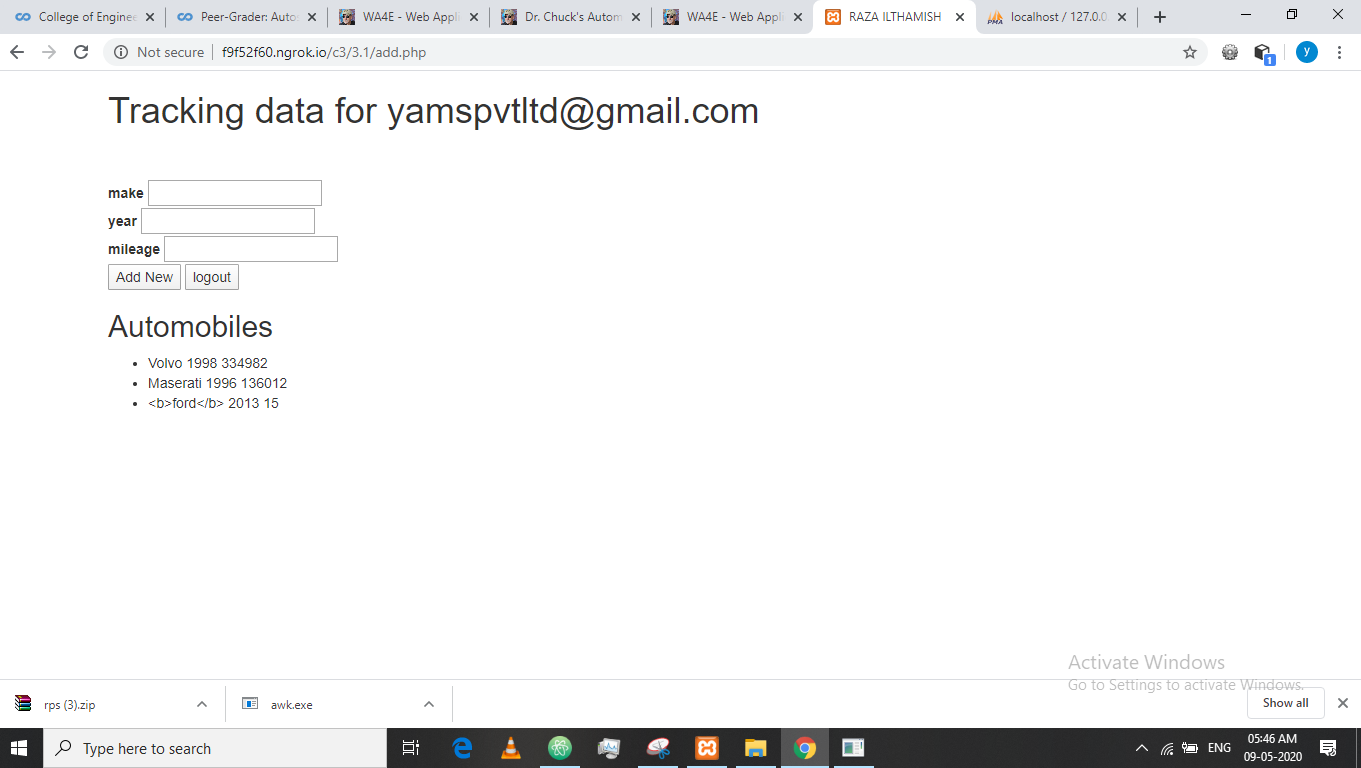 College of Enginee
Peer-Grader: Autos
WA4E - Web Appli
Dr. Chuck's Autom
WA4E - Web Appli
RAZA ILTHAMISH
PMA
localhost / 127.0.0.
Not secure
f9f52f60.ngrok.io/c3/3.1/add.php
1
y
Tracking data for yamspvtltd@gmail.com
make
year
mileage
Add New
logout
Automobiles
• Volvo 1998 334982
• Maserati 1996 136012
• <b>ford</b> 2013 15
Activate Windows
Go to Settings to activate Windows.
rps (3).zip
awk.exe
Show all
Type here to search
ENG
05:46 AM
09-05-2020